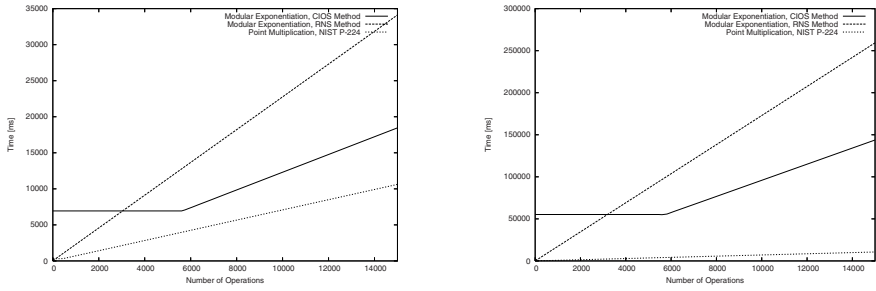 35000
30000
25000
20000
15000
10000
5000
0
Time [ms]
0 2000 4000 6000 8000 10000 12000 14000
Number of Operations
Modular Exponentiation, CIOS Method
Modular Exponentiation, RNS Method
Point Multiplication, NIST P-224
300000
250000
200000
150000
100000
50000
0
Time [ms]
0 2000 4000 6000 8000 10000 12000 14000
Number of Operations
Modular Exponentiation, CIOS Method
Modular Exponentiation, RNS Method
Point Multiplication, NIST P-224